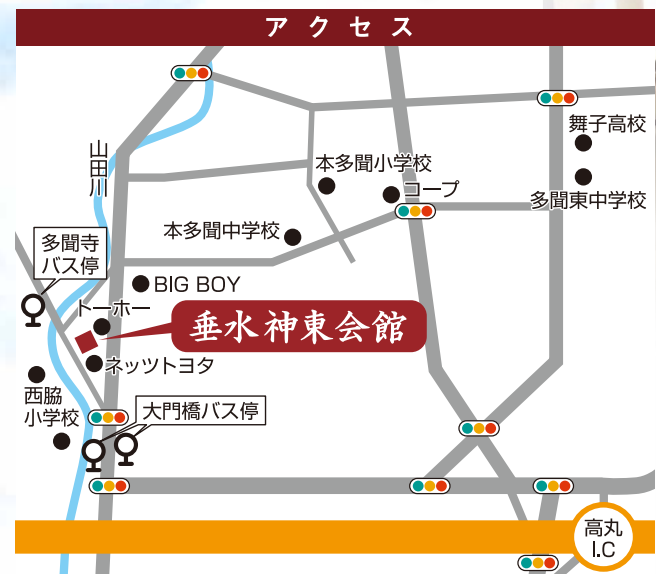 アクセス
舞子高校
山田川
本多聞小学校
コープ
多聞東中学校
本多聞中学校
多聞寺
バス停
BIG BOY
トーホー
垂水神東会館
ネッツトヨタ
西脇
小学校
大門橋バス停
高丸
I.C